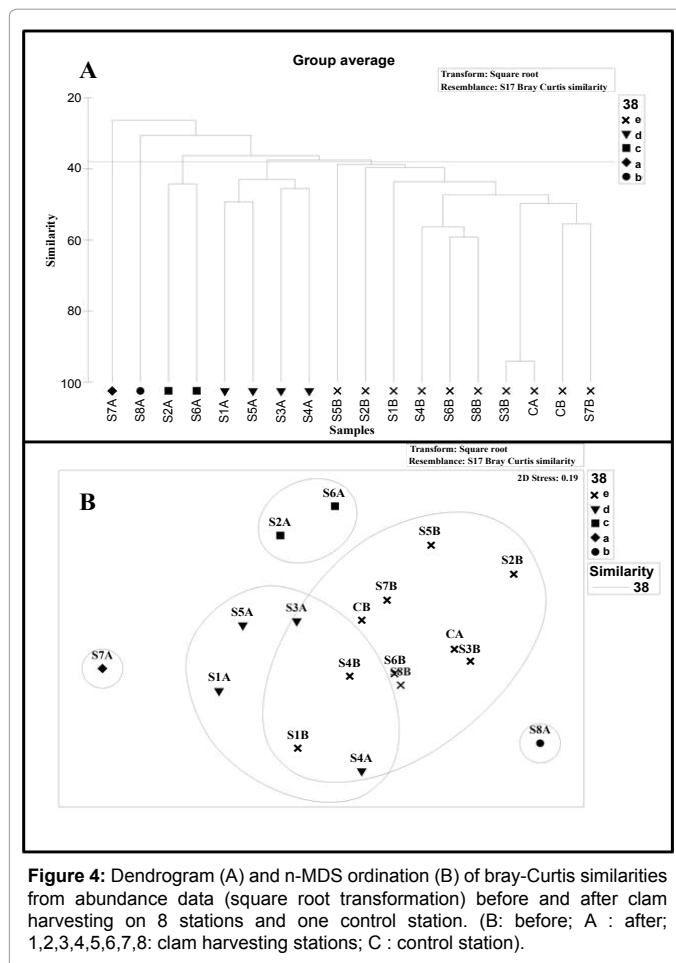 A
Group average
Transform: Square root
Resemblance: S17 Bray Curtis similarity
20
40
60
80
100
Similarity
38
e
d
c
a
b
S7A
S8A
S2A
S6A
S1A
S5A
S3A
S4A
S5B
S2B
S1B
S4B
S6B
S8B
S3B
CA
CB
S7B
Samples
Transform: Square root
Resemblance: S17 Bray Curtis similarity
B
2D Stress: 0.19
38
e
d
c
a
b
Similarity
38
S6A
S2A
S5B
S2B
S7B
S5A
S3A
CB
CA
S3B
S7A
S4B
S6B
S8B
S1A
S1B
S4A
S8A
Figure 4: Dendrogram (A) and n-MDS ordination (B) of bray-Curtis similarities
from abundance data (square root transformation) before and after clam
harvesting on 8 stations and one control station. (B: before; A : after;
1,2,3,4,5,6,7,8: clam harvesting stations; C : control station).